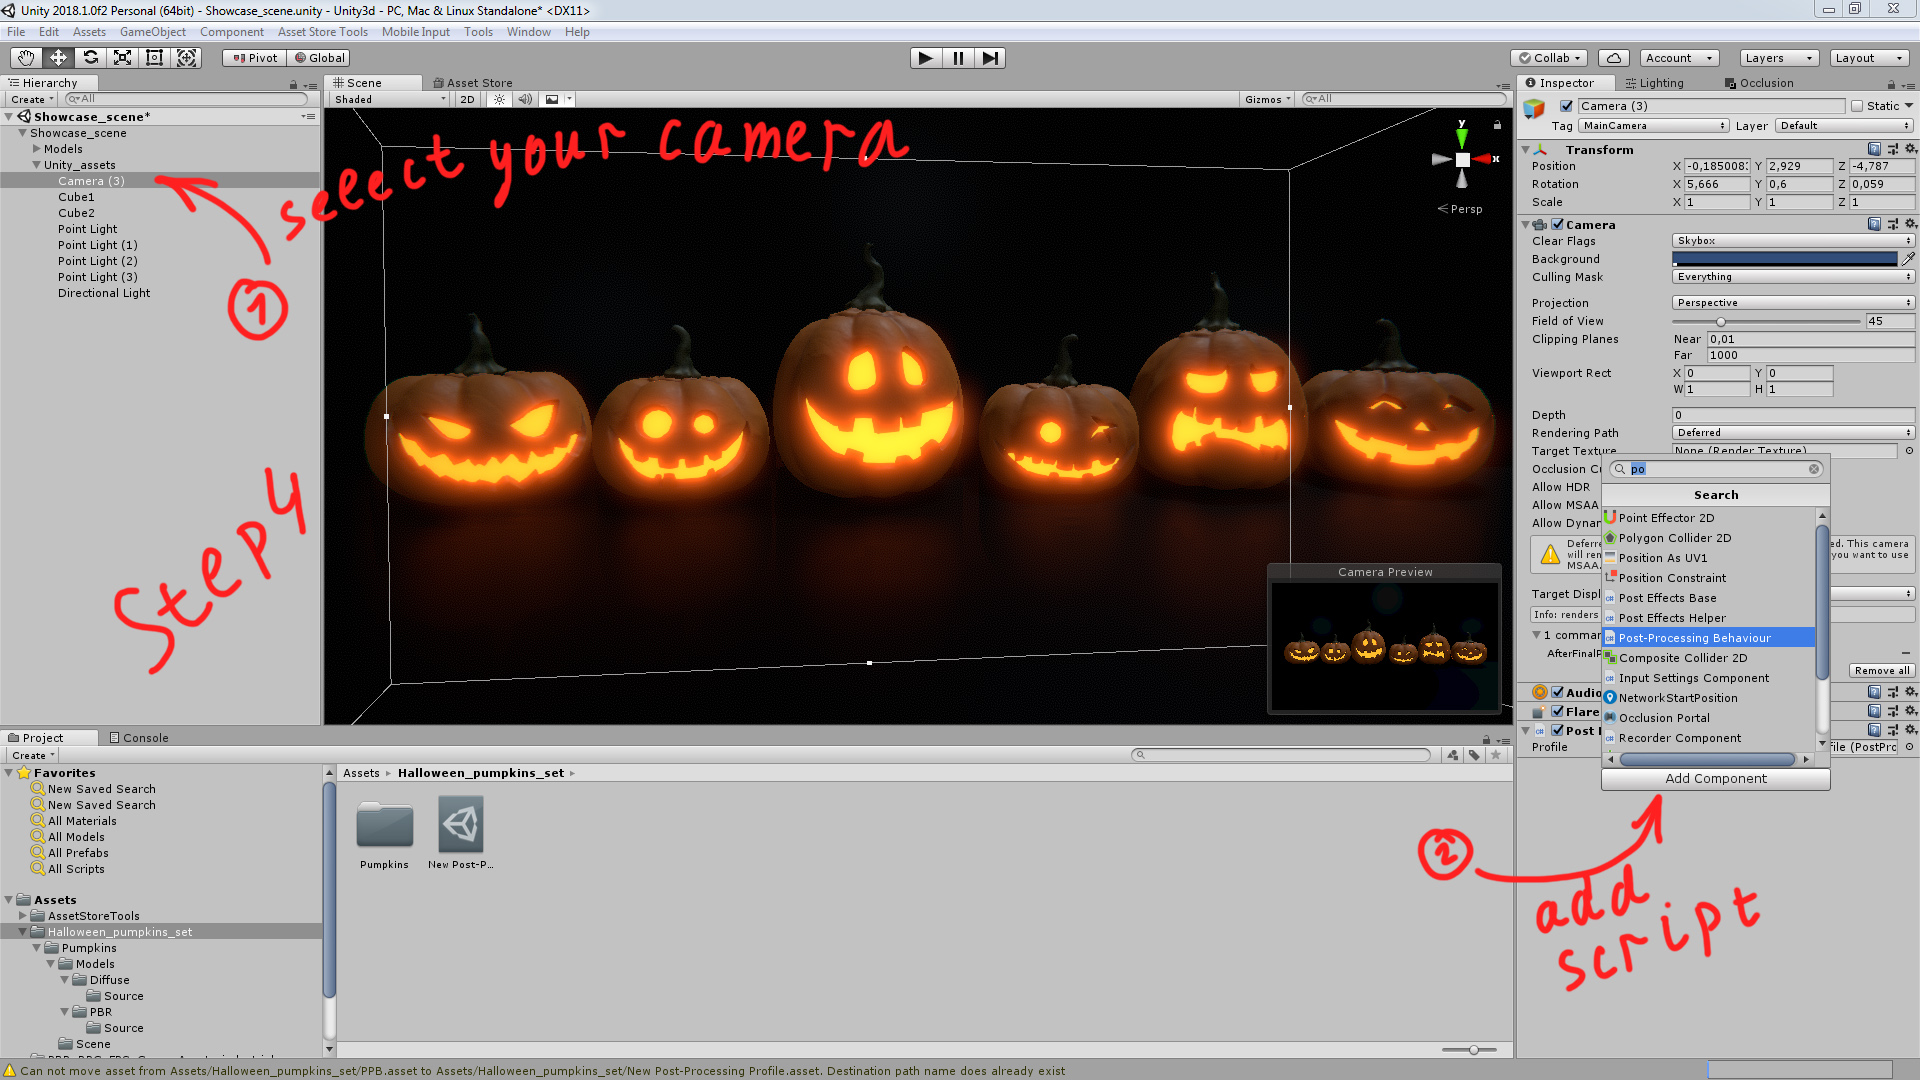 Unity 2018.1.0f2 Personal (64bit) - Showcase_scene.unity - Unity3d - PC, Mac & Linux Standalone* <DX11>
File Edit Assets GameObject Component Asset Store Tools Mobile Input Tools Window Help
Pivot Global Collab Account Layers Layout
Hierarchy
Create All
Showcase_scene*
Showcase_scene
Models
Unity_assets
Camera (3)
Cube1
Cube2
Point Light
Point Light (1)
Point Light (2)
Point Light (3)
Directional Light
Scene Asset Store
Shaded 2D Gizmos All
select your camera
1
Step 4
y
x
Persp
Camera Preview
Inspector Lighting Occlusion
Camera (3) Static
Tag MainCamera Layer Default
Transform
Position X -0,185008 Y 2,929 Z -4,787
Rotation X 5,666 Y 0,6 Z 0,059
Scale X 1 Y 1 Z 1
Camera
Clear Flags Skybox
Background
Culling Mask Everything
Projection Perspective
Field of View 45
Clipping Planes Near 0,01
Far 1000
Viewport Rect X 0 Y 0
W 1 H 1
Depth 0
Rendering Path Deferred
Target Texture None (Render Texture)
Occlusion Cu
Allow HDR
Allow MSAA
Allow Dynar
Deferre ed. This camera
will ren you want to use
MSAA.
Target Displ
Info: renders
1 comma
AfterFinalP
Remove all
Audio
Flare
Post
Profile file (PostPro
po
Search
Point Effector 2D
Polygon Collider 2D
Position As UV1
Position Constraint
Post Effects Base
Post Effects Helper
Post-Processing Behaviour
Composite Collider 2D
Input Settings Component
NetworkStartPosition
Occlusion Portal
Recorder Component
Add Component
2
add
script
Project Console
Create
Favorites
New Saved Search
New Saved Search
All Materials
All Models
All Prefabs
All Scripts
Assets
AssetStoreTools
Halloween_pumpkins_set
Pumpkins
Models
Diffuse
Source
PBR
Source
Scene
Assets Halloween_pumpkins_set
Pumpkins New Post-P...
Can not move asset from Assets/Halloween_pumpkins_set/PPB.asset to Assets/Halloween_pumpkins_set/New Post-Processing Profile.asset. Destination path name does already exist